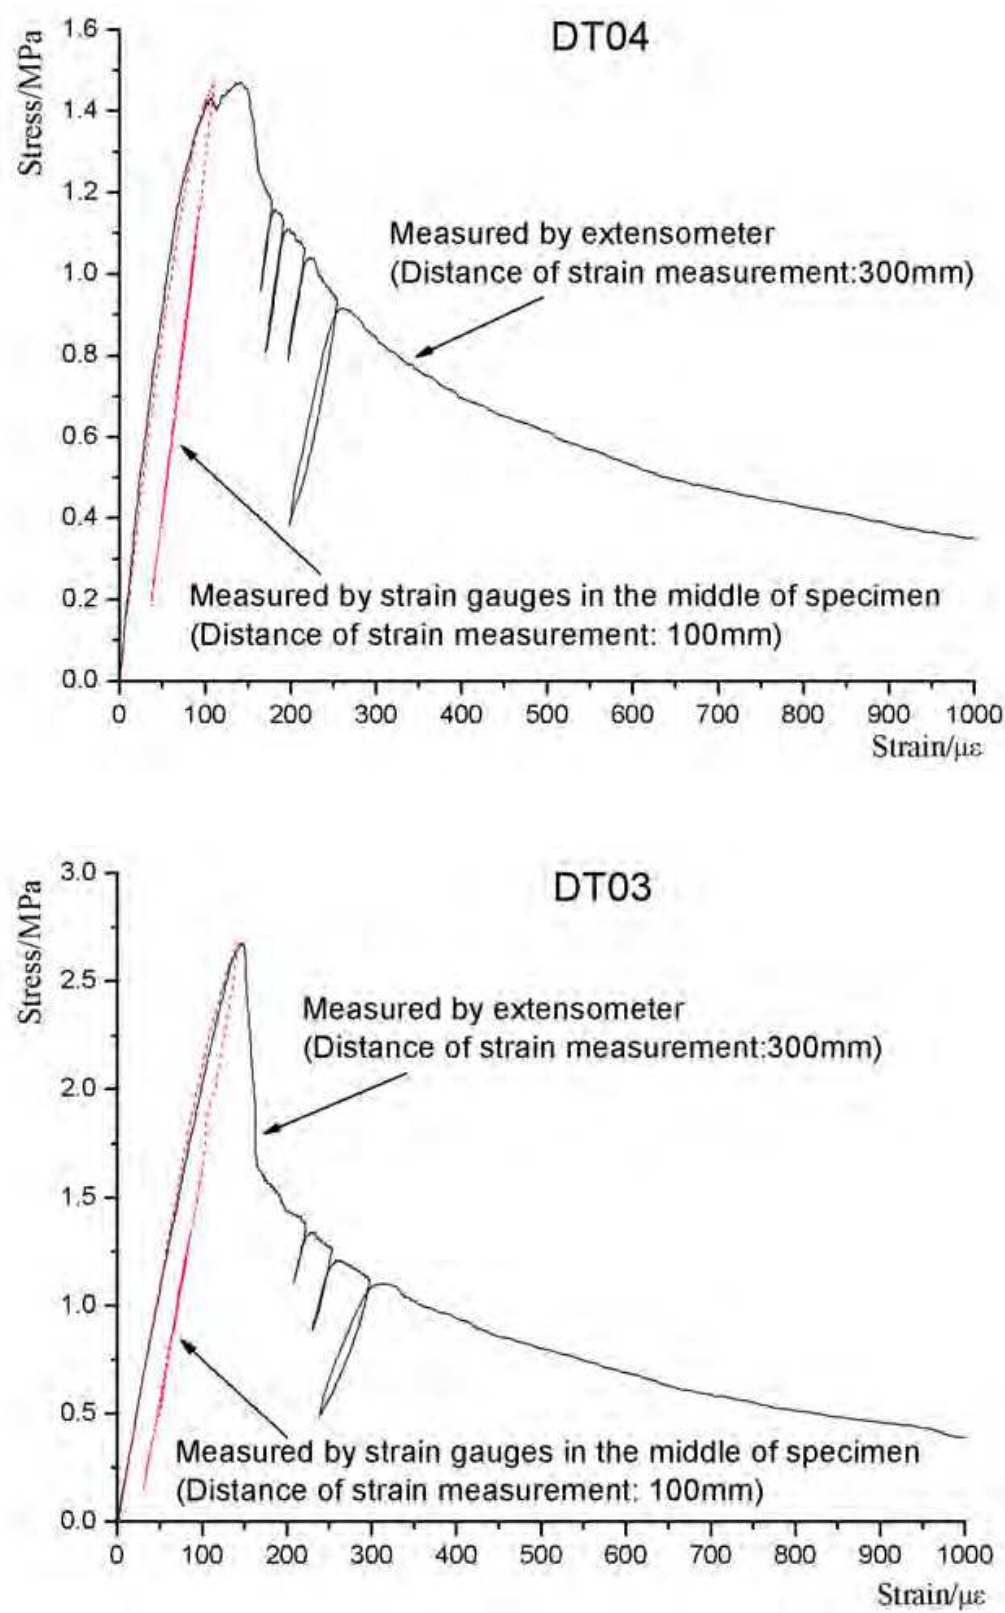 DT04
Stress/MPa
1.6
1.4
1.2
1.0
0.8
0.6
0.4
0.2
0.0
Measured by extensometer
(Distance of strain measurement:300mm)
Measured by strain gauges in the middle of specimen
(Distance of strain measurement: 100mm)
0 100 200 300 400 500 600 700 800 900 1000
Strain/με
DT03
Stress/MPa
3.0
2.5
2.0
1.5
1.0
0.5
0.0
Measured by extensometer
(Distance of strain measurement:300mm)
Measured by strain gauges in the middle of specimen
(Distance of strain measurement: 100mm)
0 100 200 300 400 500 600 700 800 900 1000
Strain/με